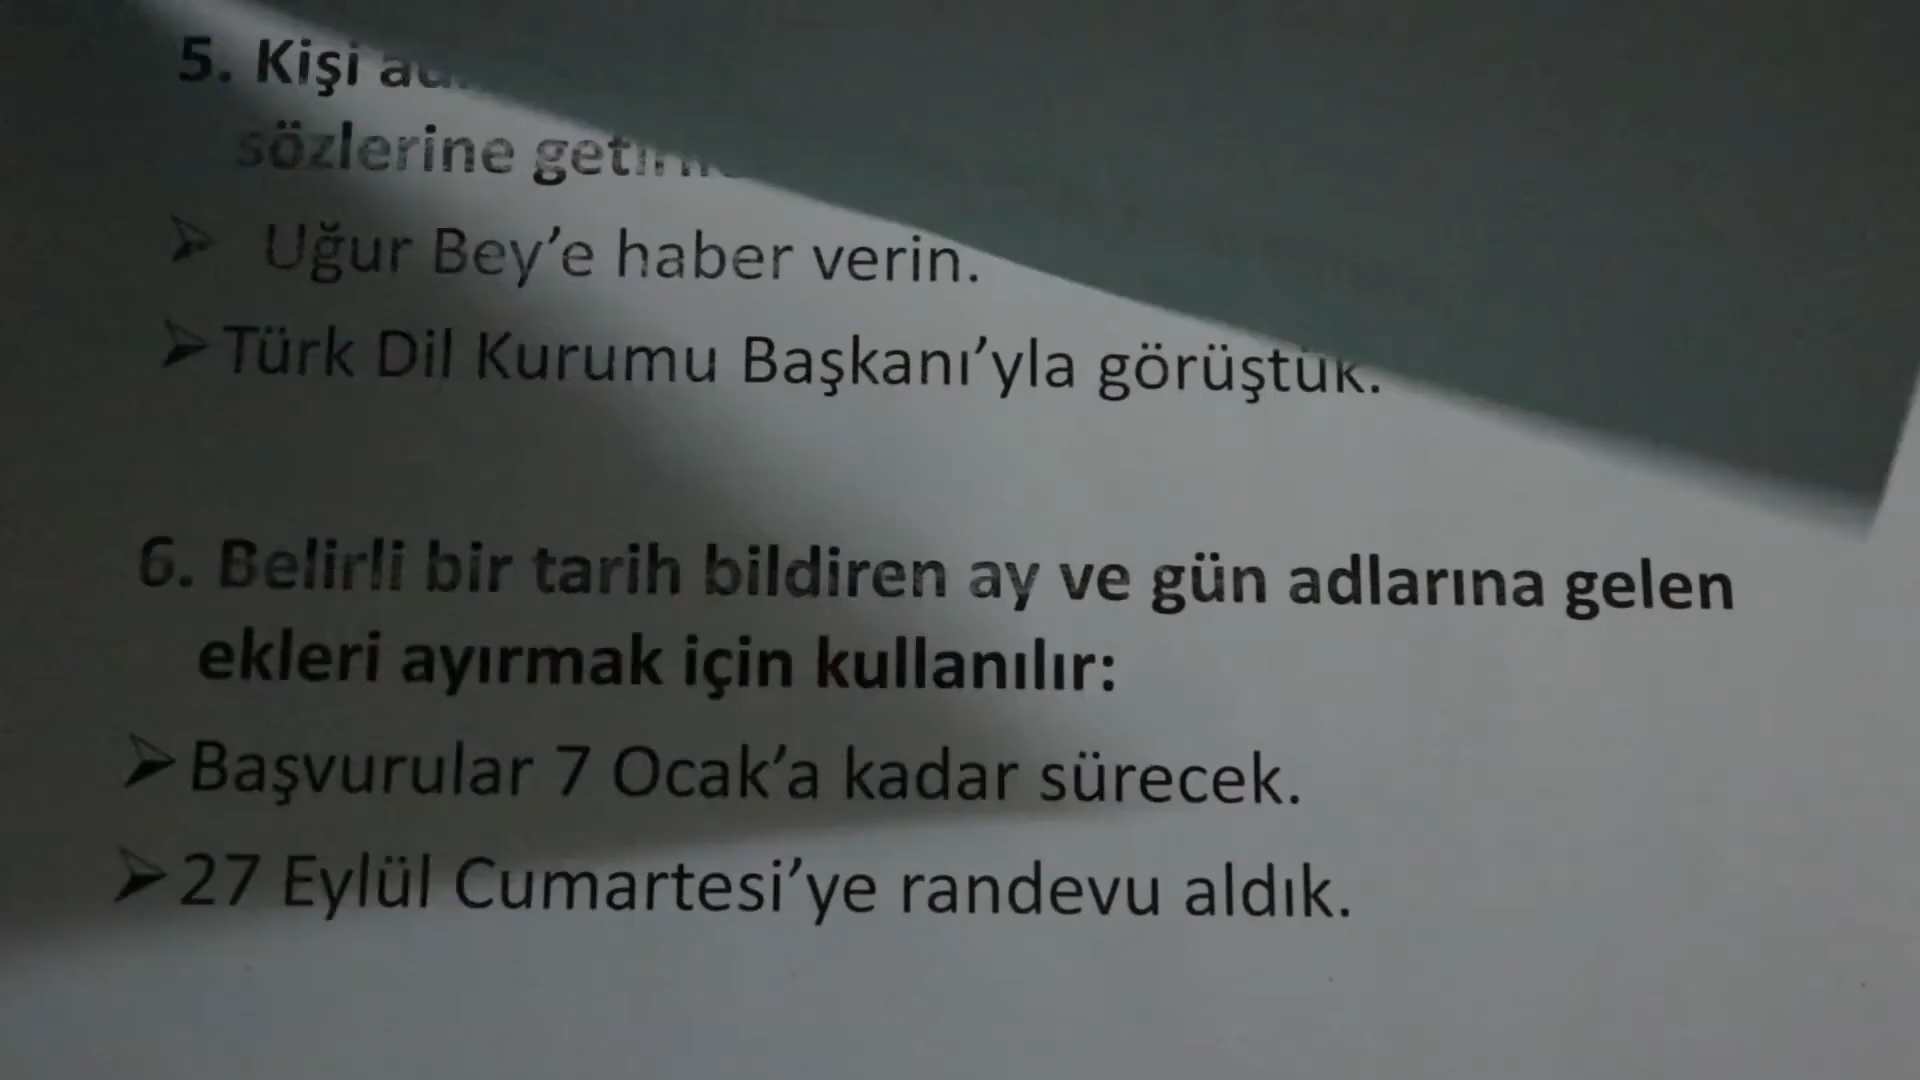 5. Kişi
sözlerine
➤ Uğur Bey’e haber verin.
➤ Türk Dil Kurumu Başkanı’yla görüştük.
6. Belirli bir tarih bildiren ay ve gün adlarına gelen
ekleri ayırmak için kullanılır:
➤ Başvurular 7 Ocak’a kadar sürecek.
➤ 27 Eylül Cumartesi’ye randevu aldık.